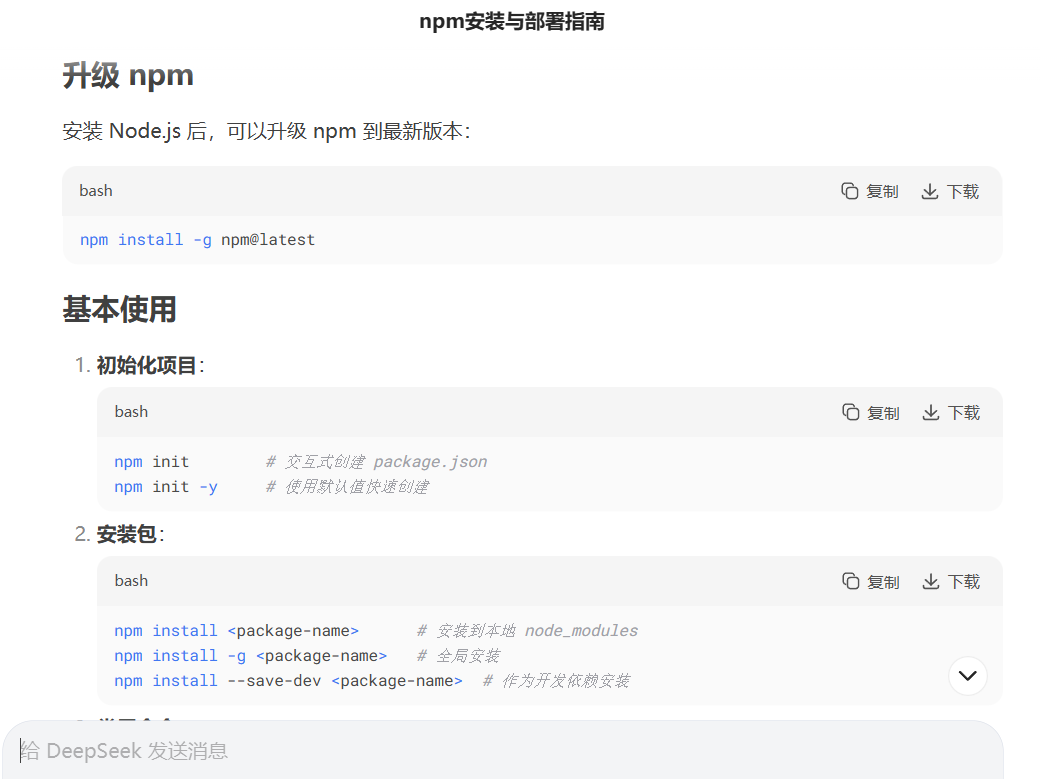 npm安装与部署指南
升级 npm
安装 Node.js 后，可以升级 npm 到最新版本：
bash 复制 下载
npm install -g npm@latest
基本使用
1. 初始化项目：
bash 复制 下载
npm init # 交互式创建 package.json
npm init -y # 使用默认值快速创建
2. 安装包：
bash 复制 下载
npm install <package-name> # 安装到本地 node_modules
npm install -g <package-name> # 全局安装
npm install --save-dev <package-name> # 作为开发依赖安装
给 DeepSeek 发送消息